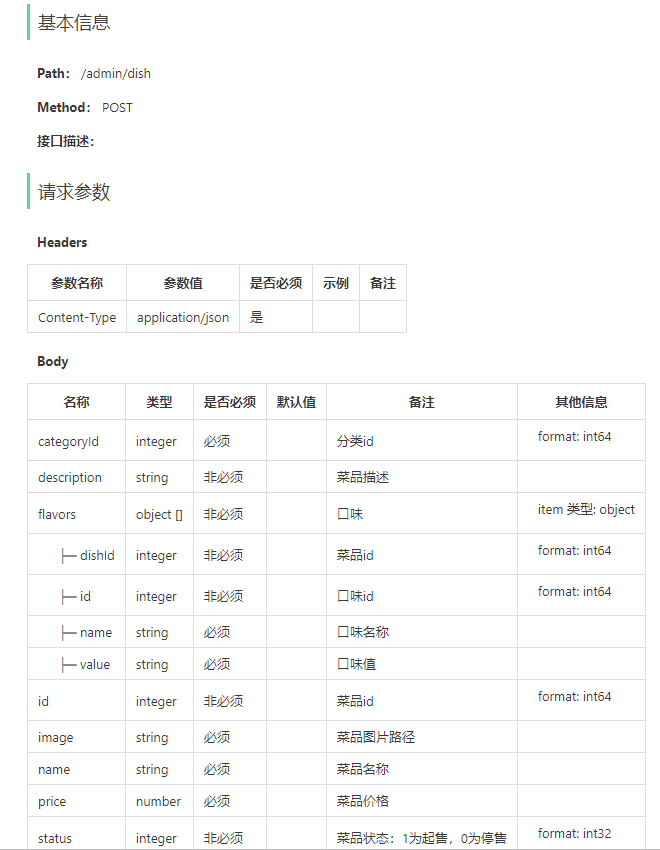 基本信息
Path： /admin/dish
Method： POST
接口描述：
请求参数
Headers
参数名称 参数值 是否必须 示例 备注
Content-Type application/json 是
Body
名称 类型 是否必须 默认值 备注 其他信息
categoryId integer 必须 分类id format: int64
description string 非必须 菜品描述
flavors object [] 非必须 口味 item 类型: object
├─ dishId integer 非必须 菜品id format: int64
├─ id integer 非必须 口味id format: int64
├─ name string 必须 口味名称
├─ value string 必须 口味值
id integer 非必须 菜品id format: int64
image string 必须 菜品图片路径
name string 必须 菜品名称
price number 必须 菜品价格
status integer 非必须 菜品状态：1为起售，0为停售 format: int32